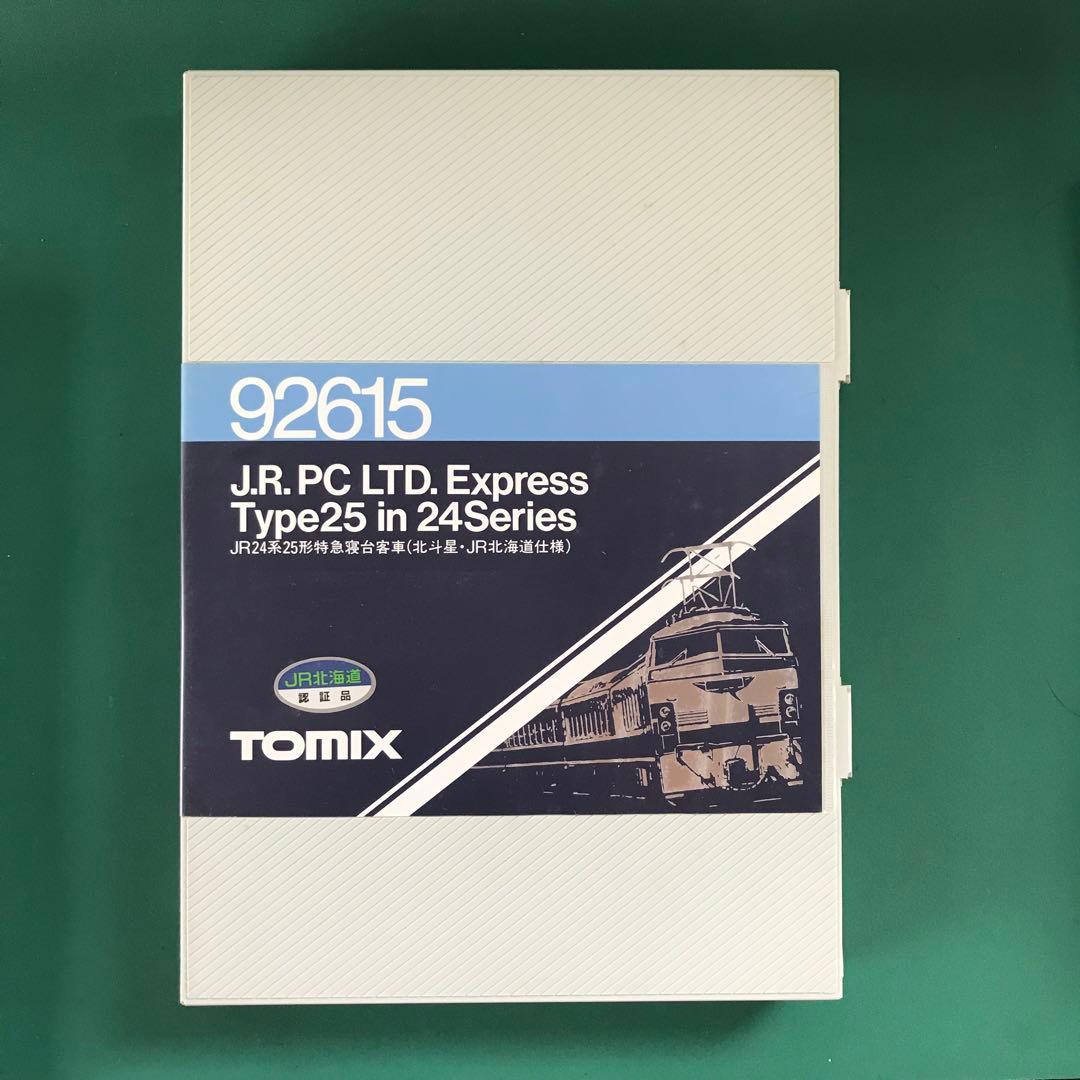 92615
J.R. PC LTD. Express
Type25 in 24Series
JR24系25形特急寝台客車(北斗星・JR北海道仕様)
JR北海道
認証品
TOMIX